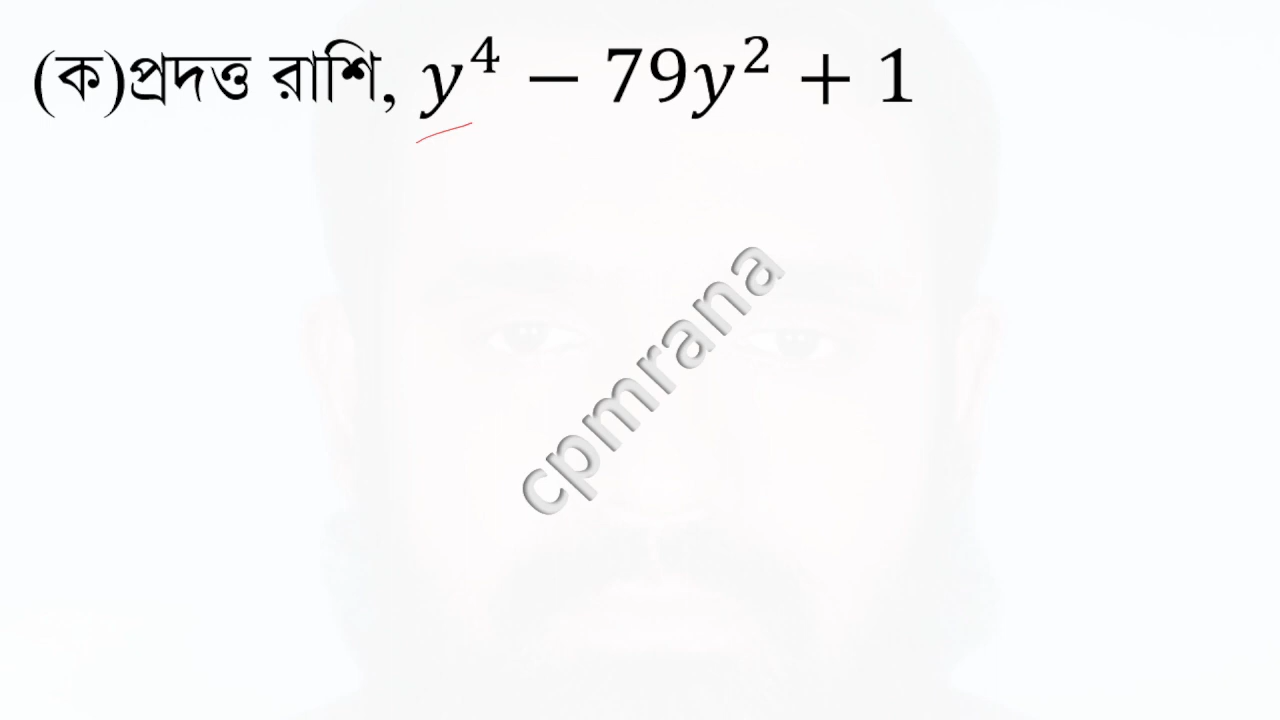 (ক)প্রদত্ত রাশি, y⁴ − 79y² + 1
cpmrana